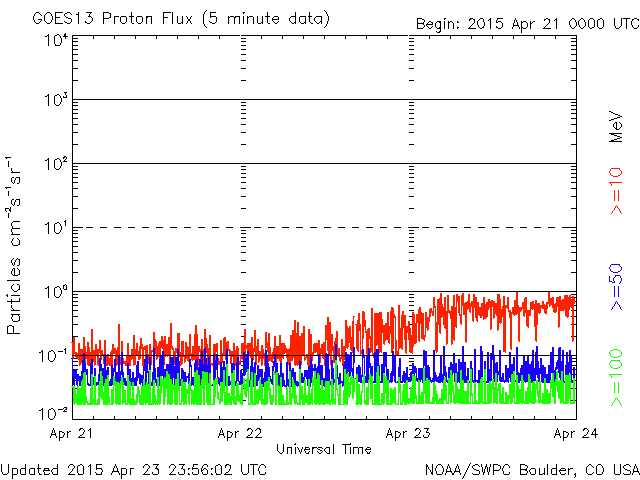 GOES13 Proton Flux (5 minute data)
Begin: 2015 Apr 21 0000 UTC
10⁴
10³
10²
10¹
10⁰
10⁻¹
10⁻²
Particles cm⁻²s⁻¹sr⁻¹
Apr 21
Apr 22
Apr 23
Apr 24
Universal Time
>=10
>=50
>=100
MeV
Updated 2015 Apr 23 23:56:02 UTC
NOAA/SWPC Boulder, CO USA